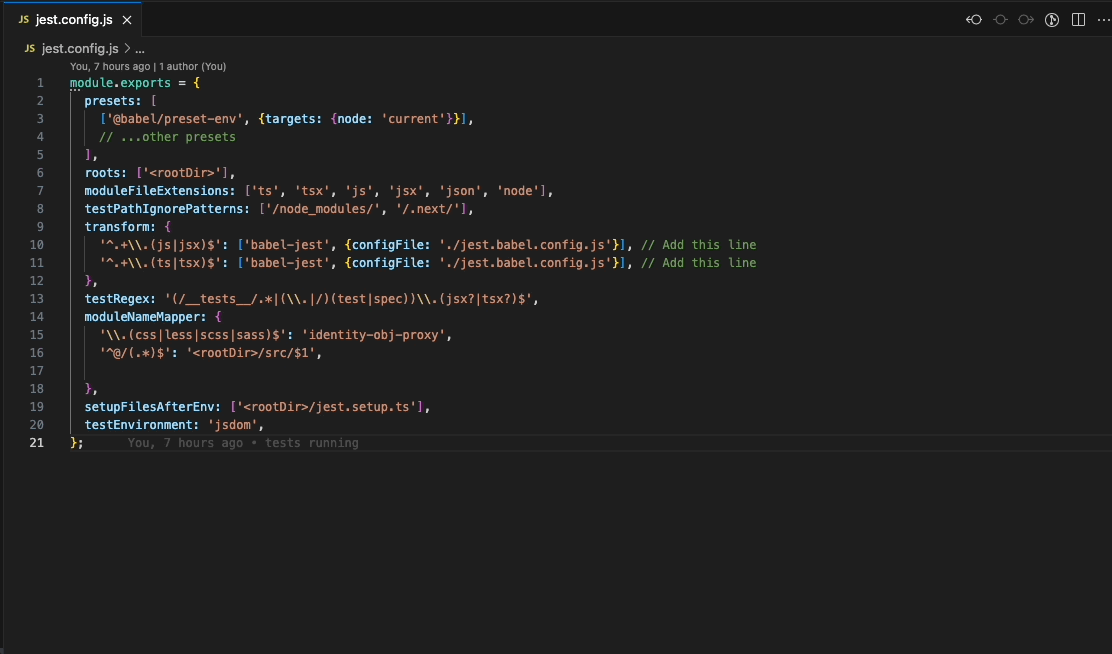 JS jest.config.js
JS jest.config.js > ...
You, 7 hours ago | 1 author (You)
1 module.exports = {
2   presets: [
3     ['@babel/preset-env', {targets: {node: 'current'}}],
4     // ...other presets
5   ],
6   roots: ['<rootDir>'],
7   moduleFileExtensions: ['ts', 'tsx', 'js', 'jsx', 'json', 'node'],
8   testPathIgnorePatterns: ['/node_modules/', '/.next/'],
9   transform: {
10     '^.+\\.(js|jsx)$': ['babel-jest', {configFile: './jest.babel.config.js'}], // Add this line
11     '^.+\\.(ts|tsx)$': ['babel-jest', {configFile: './jest.babel.config.js'}], // Add this line
12   },
13   testRegex: '(/__tests__/.*|(\\.|/)(test|spec))\\.(jsx?|tsx?)$',
14   moduleNameMapper: {
15     '\\.(css|less|scss|sass)$': 'identity-obj-proxy',
16     '^@/(.*)$': '<rootDir>/src/$1',
17
18   },
19   setupFilesAfterEnv: ['<rootDir>/jest.setup.ts'],
20   testEnvironment: 'jsdom',
21 }; You, 7 hours ago • tests running